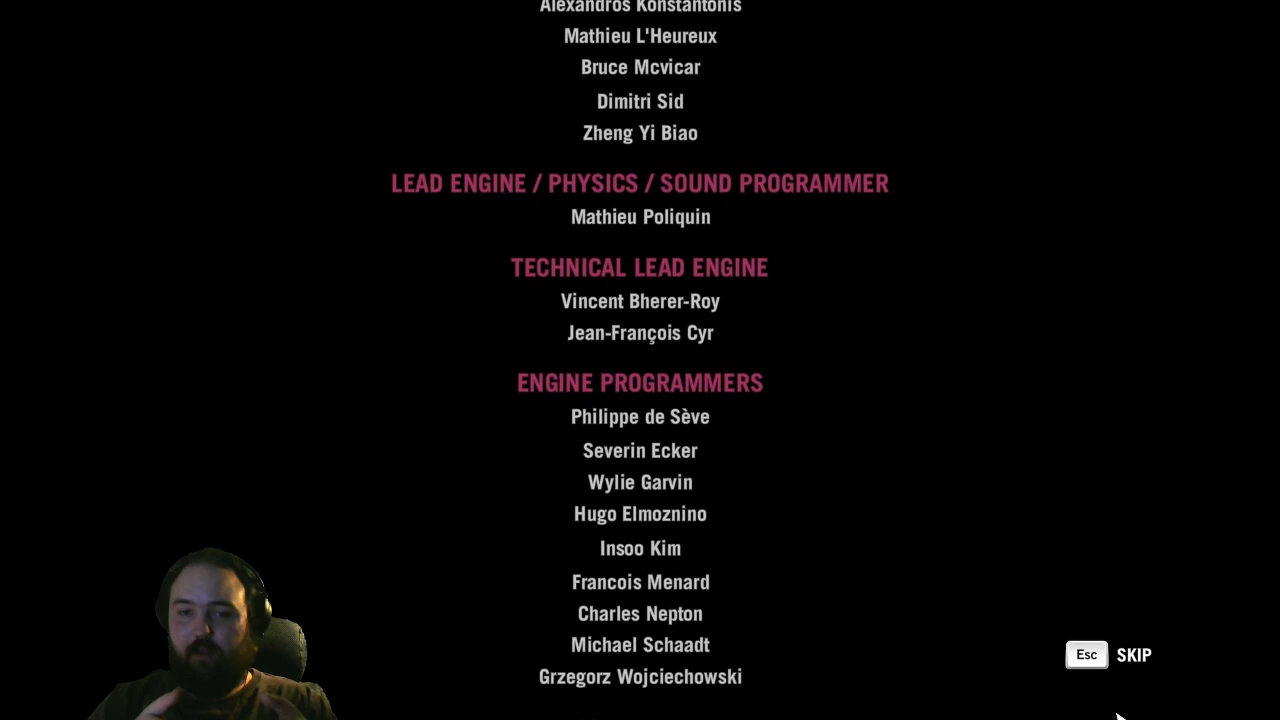 Alexandros Konstantonis
Mathieu L'Heureux
Bruce Mcvicar
Dimitri Sid
Zheng Yi Biao
LEAD ENGINE / PHYSICS / SOUND PROGRAMMER
Mathieu Poliquin
TECHNICAL LEAD ENGINE
Vincent Bherer-Roy
Jean-François Cyr
ENGINE PROGRAMMERS
Philippe de Sève
Severin Ecker
Wylie Garvin
Hugo Elmoznino
Insoo Kim
Francois Menard
Charles Nepton
Michael Schaadt
Grzegorz Wojciechowski
Esc SKIP